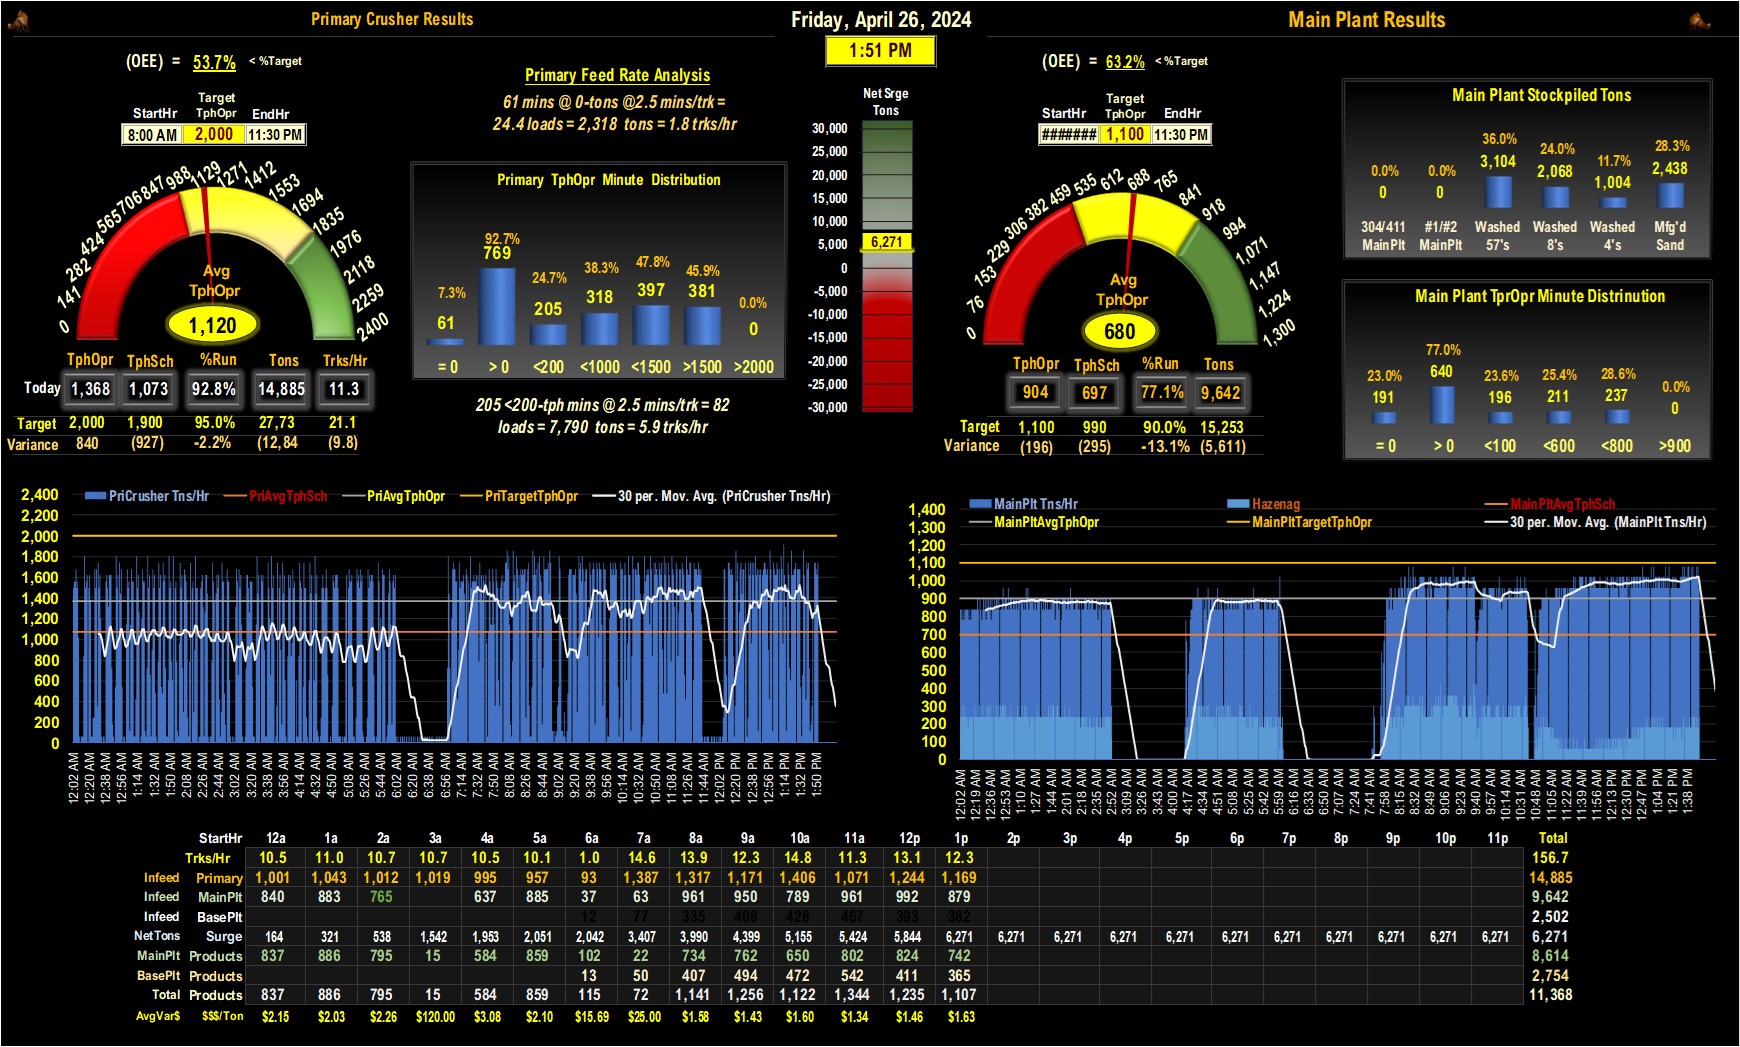 Primary Crusher Results
Friday, April 26, 2024
Main Plant Results
1:51 PM
(OEE) = 53.7% < %Target
StartHr Target TphOpr EndHr
8:00 AM 2,000 11:30 PM
0 141 282 424 565 706 847 988 1129 1271 1412 1553 1694 1835 1976 2118 2259 2400
Avg
TphOpr
1,120
TphOpr TphSch %Run Tons Trks/Hr
Today 1,368 1,073 92.8% 14,885 11.3
Target 2,000 1,900 95.0% 27,73 21.1
Variance 840 (927) -2.2% (12,84 (9.8)
Primary Feed Rate Analysis
61 mins @ 0-tons @2.5 mins/trk =
24.4 loads = 2,318 tons = 1.8 trks/hr
Primary TphOpr Minute Distribution
7.3% 92.7% 24.7% 38.3% 47.8% 45.9% 0.0%
61 769 205 318 397 381 0
= 0 > 0 <200 <1000 <1500 >1500 >2000
205 <200-tph mins @ 2.5 mins/trk = 82
loads = 7,790 tons = 5.9 trks/hr
Net Srge
Tons
30,000
25,000
20,000
15,000
10,000
5,000
0
-5,000
-10,000
-15,000
-20,000
-25,000
-30,000
6,271
(OEE) = 63.2% < %Target
StartHr Target TphOpr EndHr
####### 1,100 11:30 PM
0 76 153 229 306 382 459 535 612 688 765 841 918 994 1,071 1,147 1,224 1,300
Avg
TphOpr
680
TphOpr TphSch %Run Tons
904 697 77.1% 9,642
Target 1,100 990 90.0% 15,253
Variance (196) (295) -13.1% (5,611)
Main Plant Stockpiled Tons
0.0% 0.0% 36.0% 24.0% 11.7% 28.3%
0 0 3,104 2,068 1,004 2,438
304/411 #1/#2 Washed Washed Washed Mfg'd
MainPlt MainPlt 57's 8's 4's Sand
Main Plant TprOpr Minute Distrinution
23.0% 77.0% 23.6% 25.4% 28.6% 0.0%
191 640 196 211 237 0
= 0 > 0 <100 <600 <800 >900
PriCrusher Tns/Hr PriAvgTphSch PriAvgTphOpr PriTargetTphOpr 30 per. Mov. Avg. (PriCrusher Tns/Hr)
2,400
2,200
2,000
1,800
1,600
1,400
1,200
1,000
800
600
400
200
0
12:02 AM 12:20 AM 12:38 AM 12:56 AM 1:14 AM 1:32 AM 1:50 AM 2:08 AM 2:26 AM 2:44 AM 3:02 AM 3:20 AM 3:38 AM 3:56 AM 4:14 AM 4:32 AM 4:50 AM 5:08 AM 5:26 AM 5:44 AM 6:02 AM 6:20 AM 6:38 AM 6:56 AM 7:14 AM 7:32 AM 7:50 AM 8:08 AM 8:26 AM 8:44 AM 9:02 AM 9:20 AM 9:38 AM 9:56 AM 10:14 AM 10:32 AM 10:50 AM 11:08 AM 11:26 AM 11:44 AM 12:02 PM 12:20 PM 12:38 PM 12:56 PM 1:14 PM 1:32 PM 1:50 PM
MainPlt Tns/Hr Hazenag MainPltAvgTphSch
MainPltAvgTphOpr MainPltTargetTphOpr 30 per. Mov. Avg. (MainPlt Tns/Hr)
1,400
1,300
1,200
1,100
1,000
900
800
700
600
500
400
300
200
100
0
12:02 AM 12:19 AM 12:36 AM 12:53 AM 1:10 AM 1:27 AM 1:44 AM 2:01 AM 2:18 AM 2:35 AM 2:52 AM 3:09 AM 3:26 AM 3:43 AM 4:00 AM 4:17 AM 4:34 AM 4:51 AM 5:08 AM 5:25 AM 5:42 AM 5:59 AM 6:16 AM 6:33 AM 6:50 AM 7:07 AM 7:24 AM 7:41 AM 7:58 AM 8:15 AM 8:32 AM 8:49 AM 9:06 AM 9:23 AM 9:40 AM 9:57 AM 10:14 AM 10:31 AM 10:48 AM 11:05 AM 11:22 AM 11:39 AM 11:56 AM 12:13 PM 12:30 PM 12:47 PM 1:04 PM 1:21 PM 1:38 PM
StartHr 12a 1a 2a 3a 4a 5a 6a 7a 8a 9a 10a 11a 12p 1p 2p 3p 4p 5p 6p 7p 8p 9p 10p 11p Total
Trks/Hr 10.5 11.0 10.7 10.7 10.5 10.1 1.0 14.6 13.9 12.3 14.8 11.3 13.1 12.3 156.7
Infeed Primary 1,001 1,043 1,012 1,019 995 957 93 1,387 1,317 1,171 1,406 1,071 1,244 1,169 14,885
Infeed MainPlt 840 883 765 637 885 37 63 961 950 789 961 992 879 9,642
Infeed BasePlt 12 77 335 408 428 467 393 382 2,502
NetTons Surge 164 321 538 1,542 1,953 2,051 2,042 3,407 3,990 4,399 5,155 5,424 5,844 6,271 6,271 6,271 6,271 6,271 6,271 6,271 6,271 6,271 6,271 6,271 6,271
MainPlt Products 837 886 795 15 584 859 102 22 734 762 650 802 824 742 8,614
BasePlt Products 13 50 407 494 472 542 411 365 2,754
Total Products 837 886 795 15 584 859 115 72 1,141 1,256 1,122 1,344 1,235 1,107 11,368
AvgVar$ $$$/Ton $2.15 $2.03 $2.26 $120.00 $3.08 $2.10 $15.69 $25.00 $1.58 $1.43 $1.60 $1.34 $1.46 $1.63